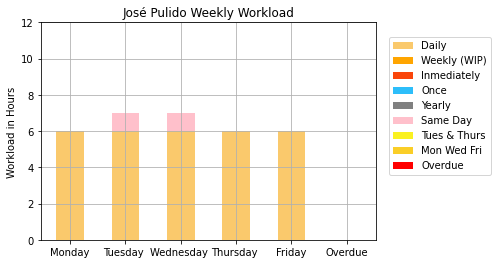 José Pulido Weekly Workload
Workload in Hours
12
10
8
6
4
2
0
Monday Tuesday Wednesday Thursday Friday Overdue
Daily
Weekly (WIP)
Inmediately
Once
Yearly
Same Day
Tues & Thurs
Mon Wed Fri
Overdue